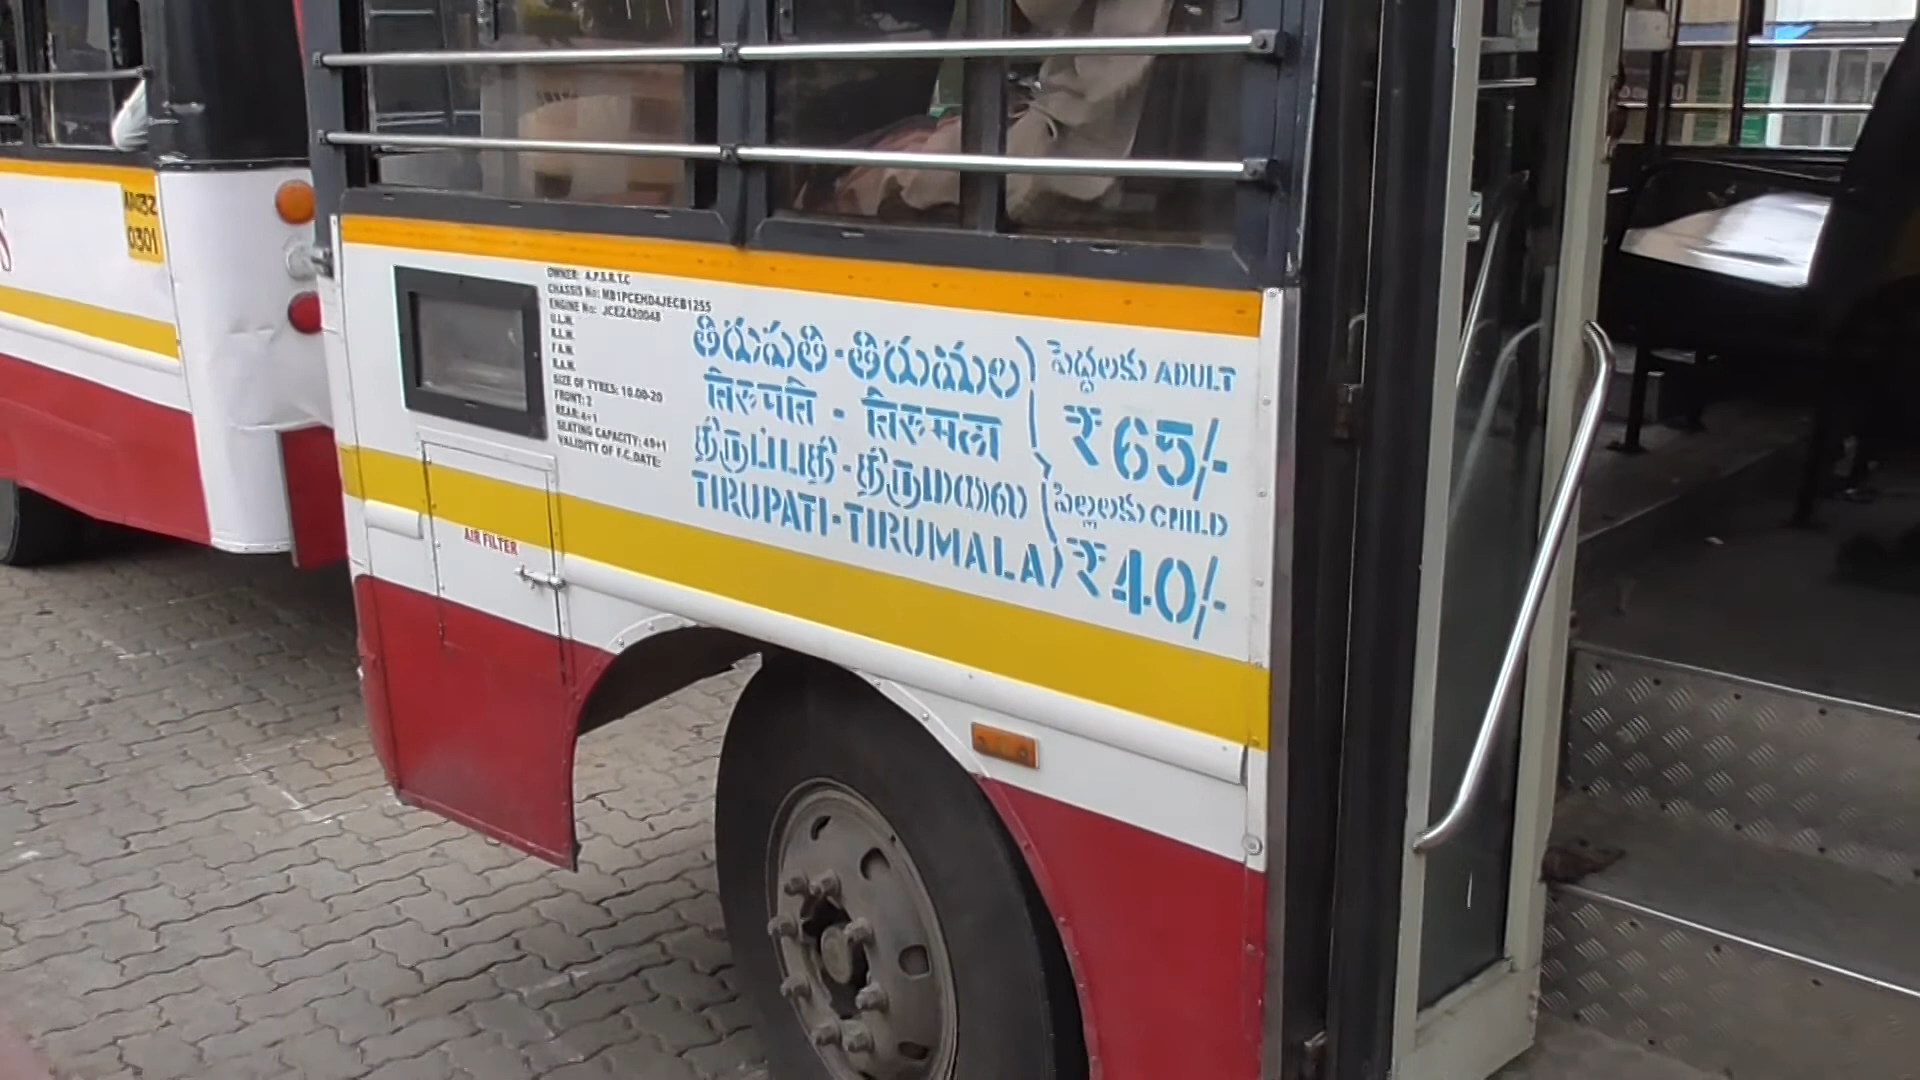 0301
OWNER: A.P.S.R.T.C
CHASSIS No: MB1PCEHD4JECB1255
ENGINE No: JCEZ420048
U.L.W.
R.L.W.
F.A.W.
R.A.W.
SIZE OF TYRES: 10.00-20
FRONT: 2
REAR: 4+1
SEATING CAPACITY: 49+1
VALIDITY OF F.C.DATE:
AIR FILTER
తిరుపతి - తిరుమల
तिरुपति - तिरुमला
திருப்பதி - திருமலை
TIRUPATI-TIRUMALA
పెద్దలకు ADULT
₹65/-
పిల్లలకు CHILD
₹40/-